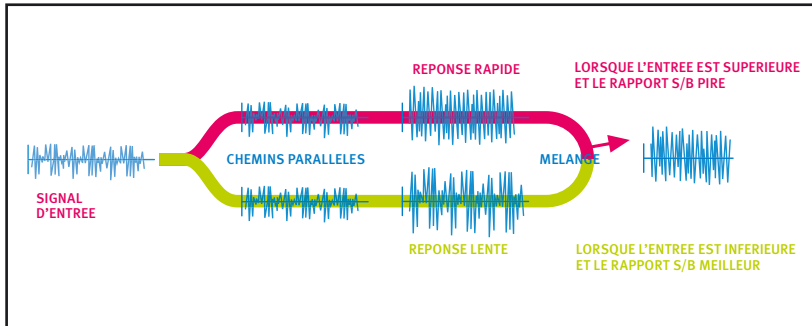 REPONSE RAPIDE
LORSQUE L'ENTREE EST SUPERIEURE
ET LE RAPPORT S/B PIRE
CHEMINS PARALLELES
MELANGE
SIGNAL
D'ENTREE
REPONSE LENTE
LORSQUE L'ENTREE EST INFERIEURE
ET LE RAPPORT S/B MEILLEUR